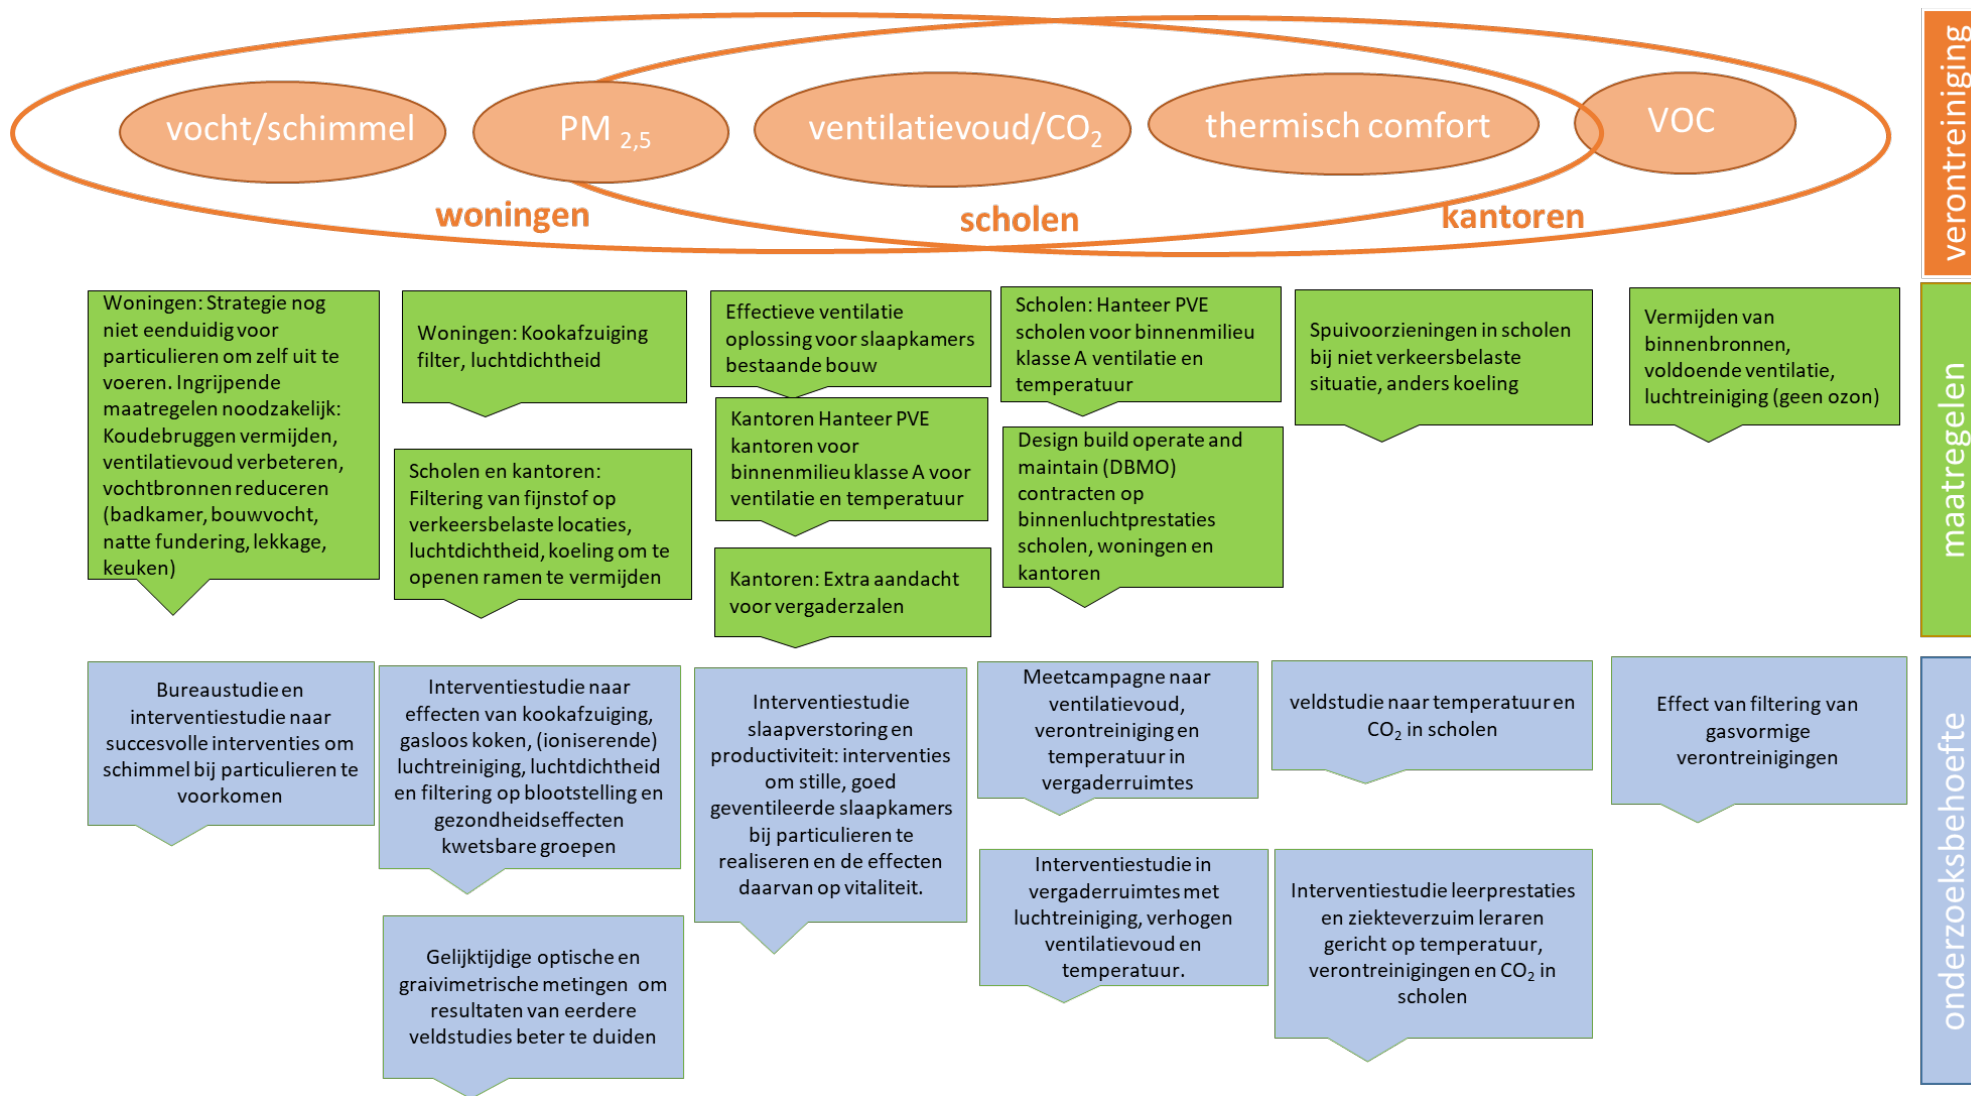 vocht/schimmel
PM 2,5
ventilatievoud/CO2
thermisch comfort
VOC
woningen
scholen
kantoren
verontreiniging
Woningen: Strategie nog
niet eenduidig voor
particulieren om zelf uit te
voeren. Ingrijpende
maatregelen noodzakelijk:
Koudebruggen vermijden,
ventilatievoud verbeteren,
vochtbronnen reduceren
(badkamer, bouwvocht,
natte fundering, lekkage,
keuken)
Woningen: Kookafzuiging
filter, luchtdichtheid
Scholen en kantoren:
Filtering van fijnstof op
verkeersbelaste locaties,
luchtdichtheid, koeling om te
openen ramen te vermijden
Effectieve ventilatie
oplossing voor slaapkamers
bestaande bouw
Kantoren Hanteer PVE
kantoren voor
binnenmilieu klasse A voor
ventilatie en temperatuur
Kantoren: Extra aandacht
voor vergaderzalen
Scholen: Hanteer PVE
scholen voor binnenmilieu
klasse A ventilatie en
temperatuur
Design build operate and
maintain (DBMO)
contracten op
binnenluchtprestaties
scholen, woningen en
kantoren
Spuivoorzieningen in scholen
bij niet verkeersbelaste
situatie, anders koeling
Vermijden van
binnenbronnen,
voldoende ventilatie,
luchtreiniging (geen ozon)
maatregelen
Bureaustudie en
interventiestudie naar
succesvolle interventies om
schimmel bij particulieren te
voorkomen
Interventiestudie naar
effecten van kookafzuiging,
gasloos koken, (ioniserende)
luchtreiniging, luchtdichtheid
en filtering op blootstelling en
gezondheidseffecten
kwetsbare groepen
Gelijktijdige optische en
graivimetrische metingen om
resultaten van eerdere
veldstudies beter te duiden
Interventiestudie
slaapverstoring en
productiviteit: interventies
om stille, goed
geventileerde slaapkamers
bij particulieren te
realiseren en de effecten
daarvan op vitaliteit.
Meetcampagne naar
ventilatievoud,
verontreiniging en
temperatuur in
vergaderruimtes
Interventiestudie in
vergaderruimtes met
luchtreiniging, verhogen
ventilatievoud en
temperatuur.
veldstudie naar temperatuur en
CO2 in scholen
Interventiestudie leerprestaties
en ziekteverzuim leraren
gericht op temperatuur,
verontreinigingen en CO2 in
scholen
Effect van filtering van
gasvormige
verontreinigingen
onderzoeksbehoefte